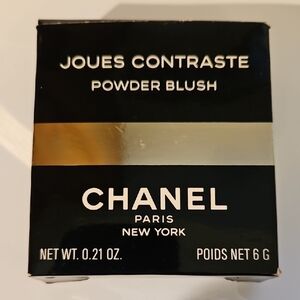 JOUES CONTRASTE
POWDER BLUSH
CHANEL
PARIS
NEW YORK
NET WT. 0.21 OZ. POIDS NET 6 G